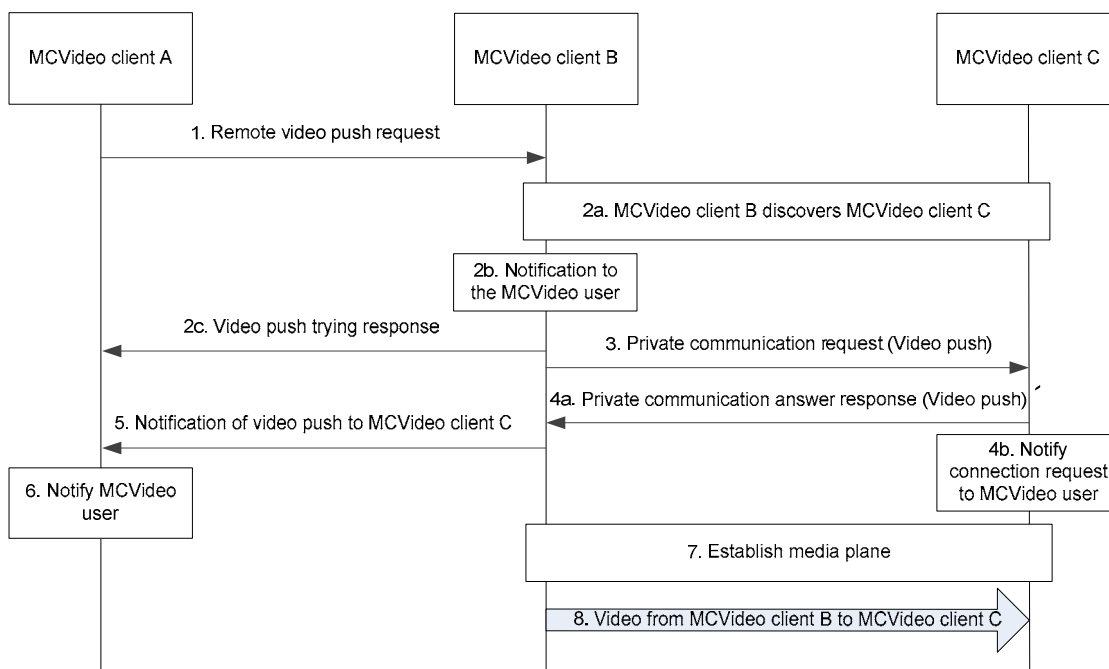 MCVideo client A
MCVideo client B
MCVideo client C
1. Remote video push request
2a. MCVideo client B discovers MCVideo client C
2b. Notification to
the MCVideo user
2c. Video push trying response
3. Private communication request (Video push)
4a. Private communication answer response (Video push)
5. Notification of video push to MCVideo client C
4b. Notify
connection request
to MCVideo user
6. Notify MCVideo
user
7. Establish media plane
8. Video from MCVideo client B to MCVideo client C